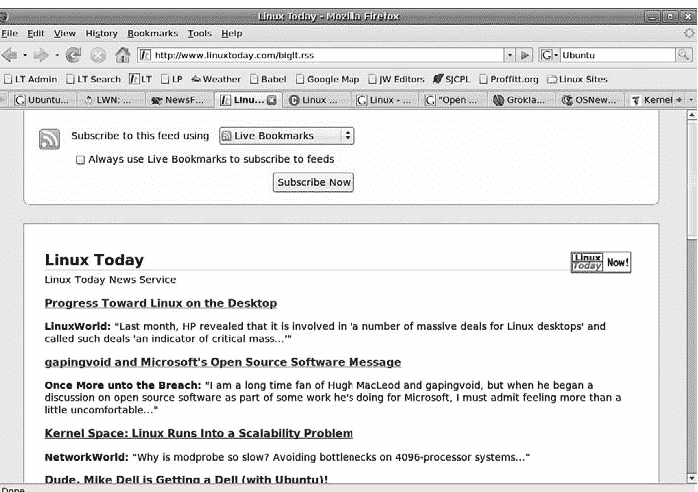 Linux Today - Mozilla Firefox
File Edit View History Bookmarks Tools Help
http://www.linuxtoday.com/biglt.rss Ubuntu
LT Admin LT Search LT LP Weather Babel Google Map JW Editors SJCPL Proffitt.org Linux Sites
Ubuntu... LWN: ... NewsF... Linu... Linux ... Linux - ... "Open ... Grokla... OSNew... Kernel
Subscribe to this feed using Live Bookmarks
Always use Live Bookmarks to subscribe to feeds
Subscribe Now
Linux Today
Linux Today Now!
Linux Today News Service
Progress Toward Linux on the Desktop
LinuxWorld: "Last month, HP revealed that it is involved in 'a number of massive deals for Linux desktops' and
called such deals 'an indicator of critical mass...'"
gapingvoid and Microsoft's Open Source Software Message
Once More unto the Breach: "I am a long time fan of Hugh MacLeod and gapingvoid, but when he began a
discussion on open source software as part of some work he's doing for Microsoft, I must admit feeling more than a
little uncomfortable..."
Kernel Space: Linux Runs Into a Scalability Problem
NetworkWorld: "Why is modprobe so slow? Avoiding bottlenecks on 4096-processor systems..."
Dude, Mike Dell is Getting a Dell (with Ubuntu)!
Done